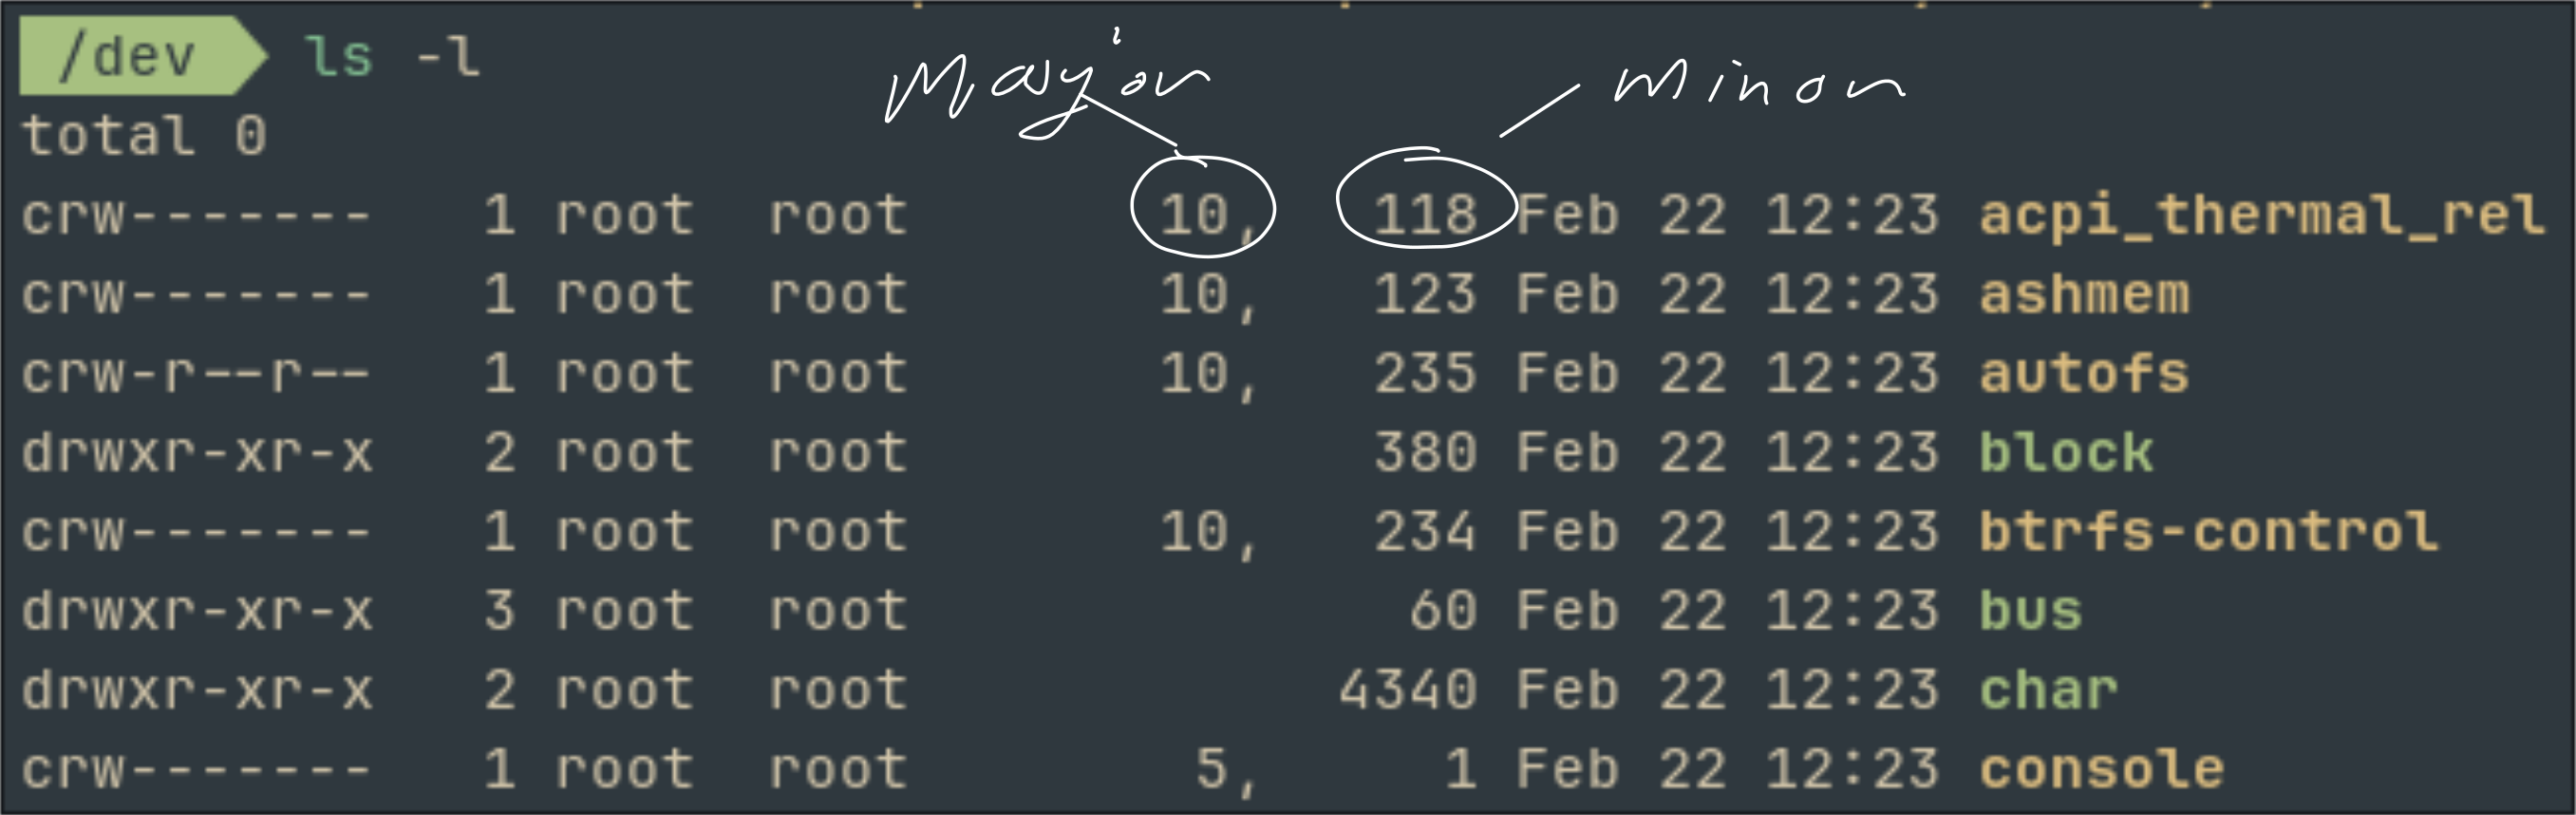 /dev ls -l
Major
Minor
total 0
crw------- 1 root root 10, 118 Feb 22 12:23 acpi_thermal_rel
crw------- 1 root root 10, 123 Feb 22 12:23 ashmem
crw-r--r-- 1 root root 10, 235 Feb 22 12:23 autofs
drwxr-xr-x 2 root root 380 Feb 22 12:23 block
crw------- 1 root root 10, 234 Feb 22 12:23 btrfs-control
drwxr-xr-x 3 root root 60 Feb 22 12:23 bus
drwxr-xr-x 2 root root 4340 Feb 22 12:23 char
crw------- 1 root root 5, 1 Feb 22 12:23 console